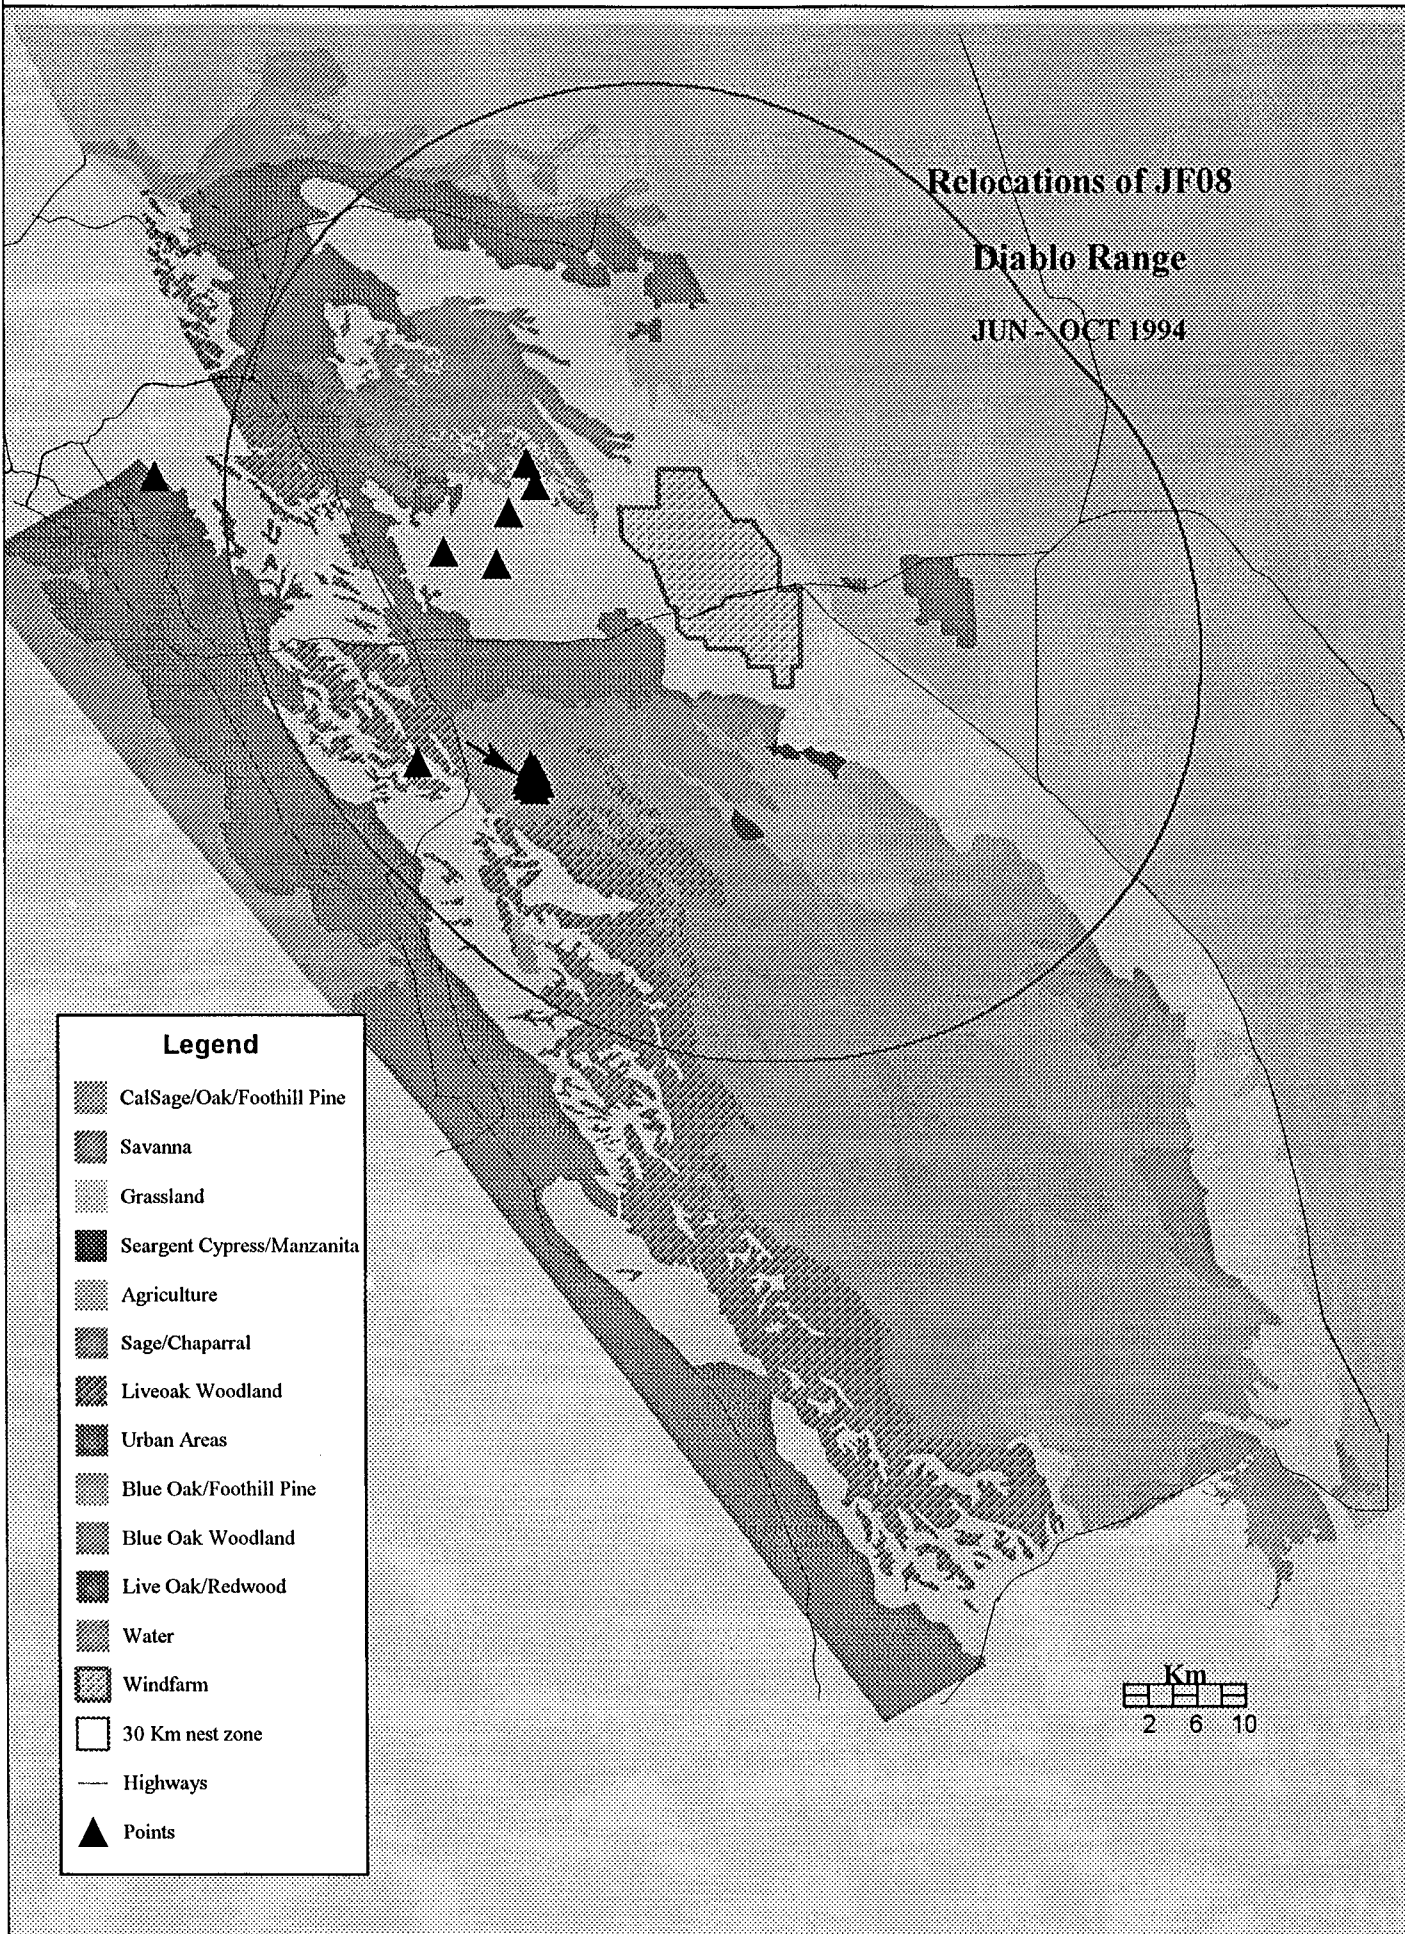 Relocations of JF08
Diablo Range
JUN - OCT 1994
Legend
CalSage/Oak/Foothill Pine
Savanna
Grassland
Seargent Cypress/Manzanita
Agriculture
Sage/Chaparral
Liveoak Woodland
Urban Areas
Blue Oak/Foothill Pine
Blue Oak Woodland
Live Oak/Redwood
Water
Windfarm
30 Km nest zone
Highways
Points
Km
2 6 10